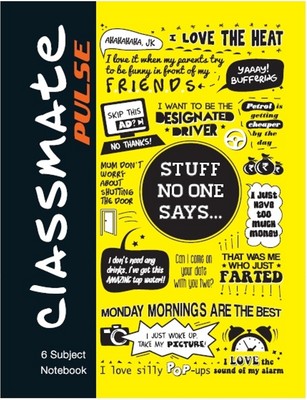 classmate
PULSE
6 Subject
Notebook
AHAHAHAHA, JK
I LOVE THE HEAT
I love it when my parents try
to be funny in front of my
FRIENDS
YAAAY!
BUFFERING
SKIP THIS
AD?
NO THANKS!
I WANT TO BE THE
DESIGNATED
DRIVER
Petrol is
getting
cheaper
by the
day
MUM DON'T
WORRY
ABOUT
SHUTTING
THE DOOR
STUFF
NO ONE
SAYS...
I just
have
too
much
money
I don't need any
drinks, I've got this
AMAZING tap water!!
Can I come on
your date
with you two?
THAT WAS ME
WHO JUST
FARTED
MONDAY MORNINGS ARE THE BEST
I JUST WOKE UP
TAKE MY PICTURE!
I love silly POP-ups
I LOVE the
sound of my alarm